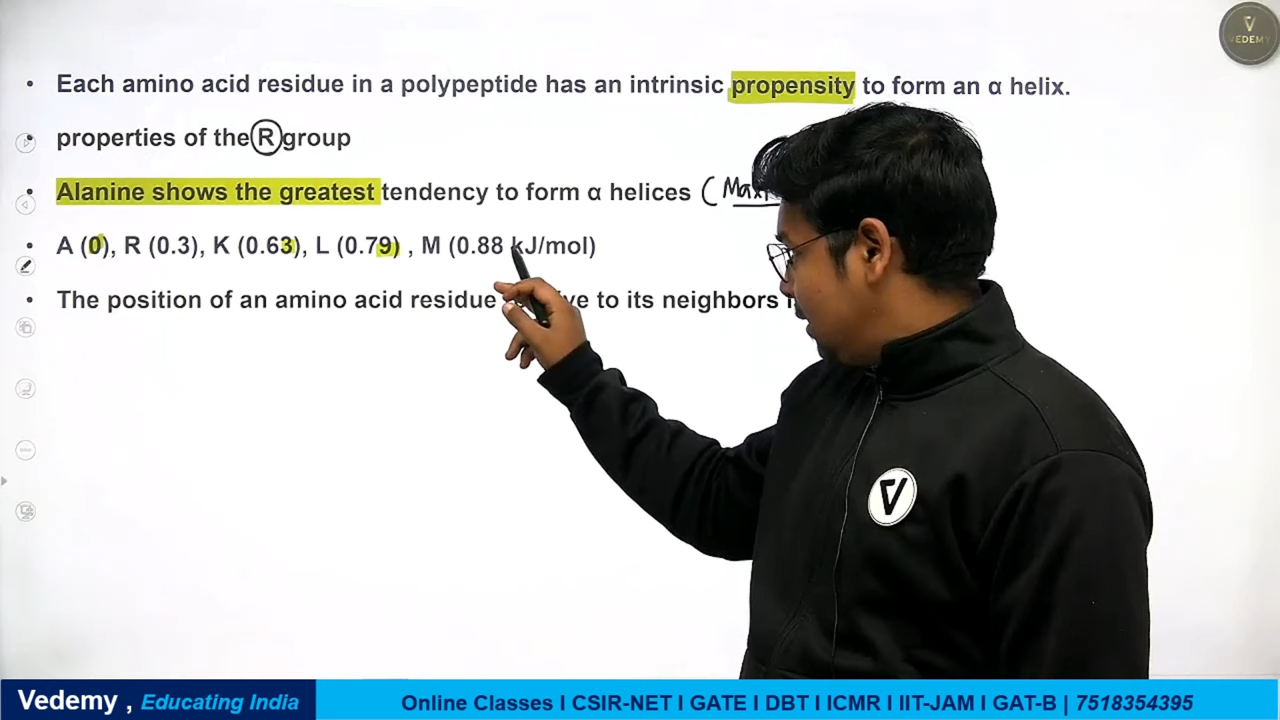 VEDEMY
• Each amino acid residue in a polypeptide has an intrinsic propensity to form an α helix.
• properties of the R group
• Alanine shows the greatest tendency to form α helices (
• A (0), R (0.3), K (0.63), L (0.79) , M (0.88 kJ/mol)
• The position of an amino acid residue to its neighbors
Vedemy , Educating India
Online Classes I CSIR-NET I GATE I DBT I ICMR I IIT-JAM I GAT-B | 7518354395